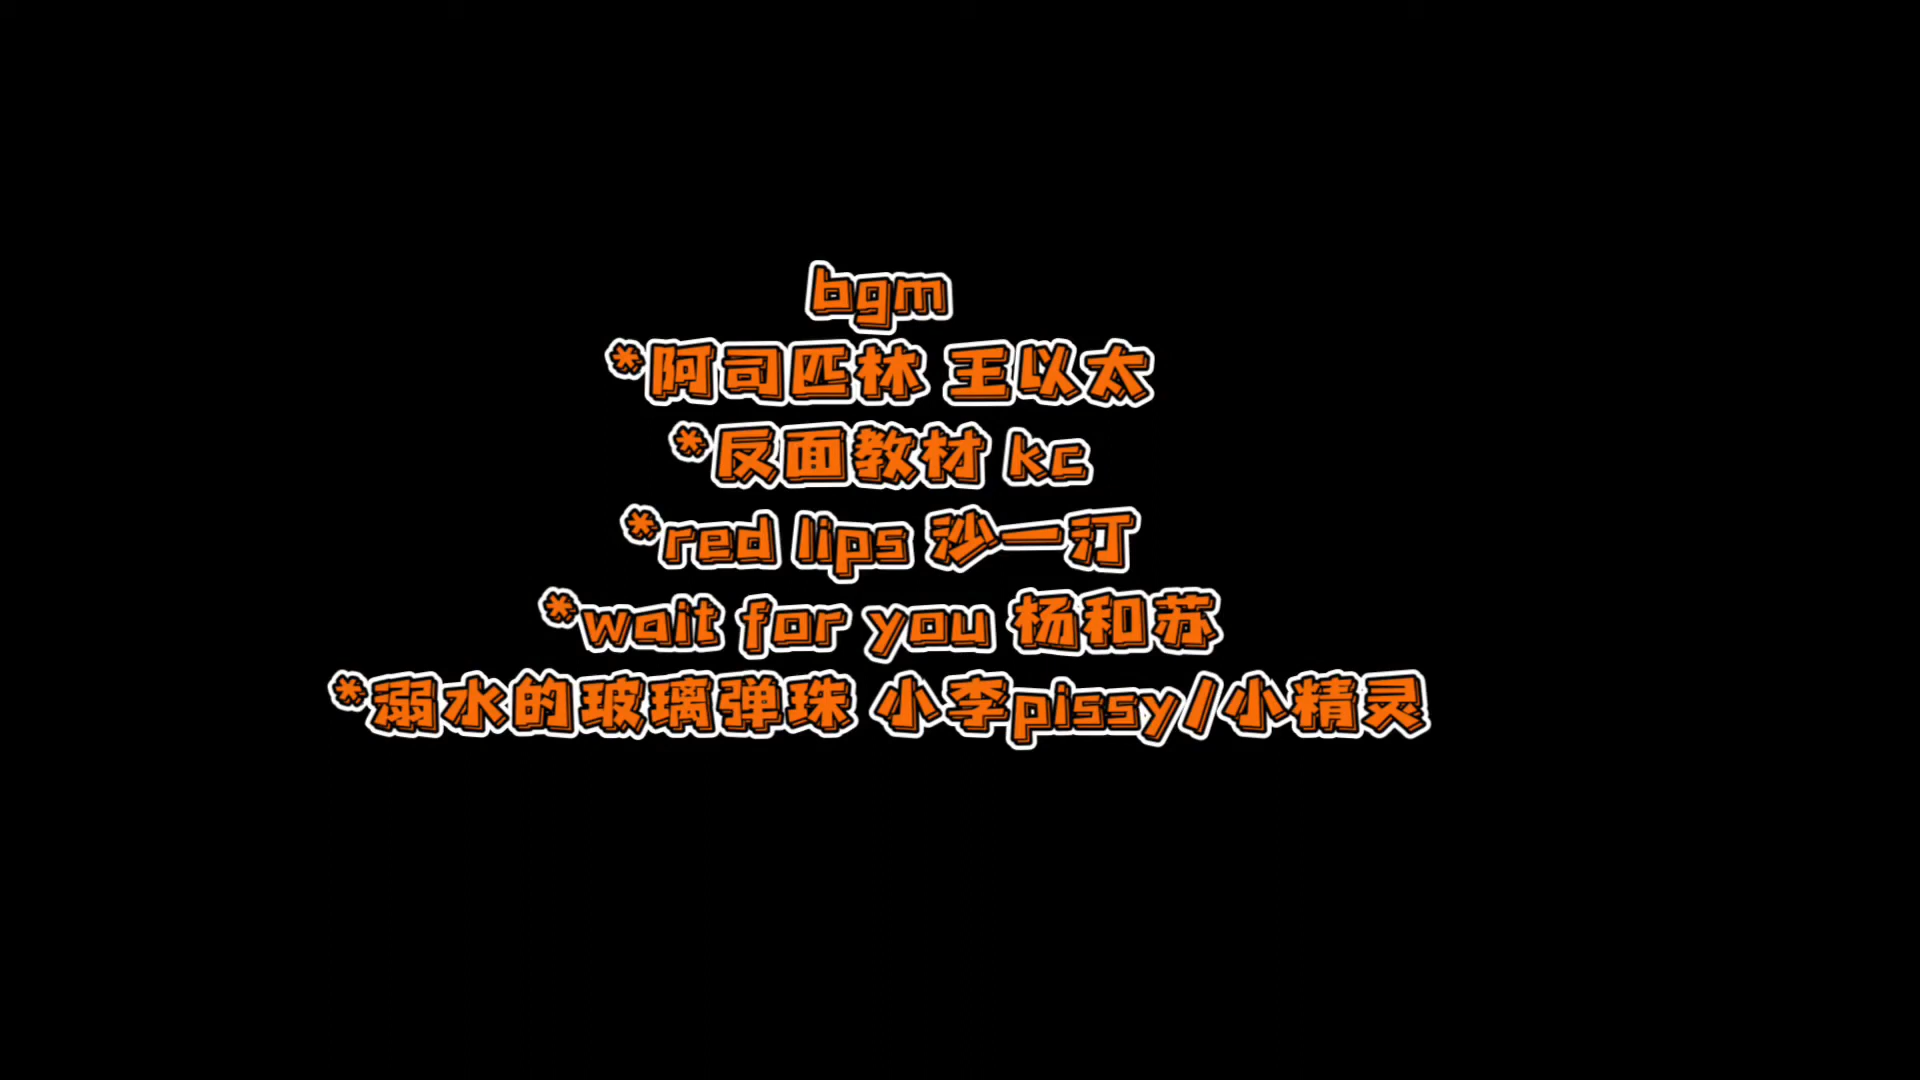 bgm
*阿司匹林 王以太
*反面教材 kc
*red lips 沙一汀
*wait for you 杨和苏
*溺水的玻璃弹珠 小李pissy/小精灵